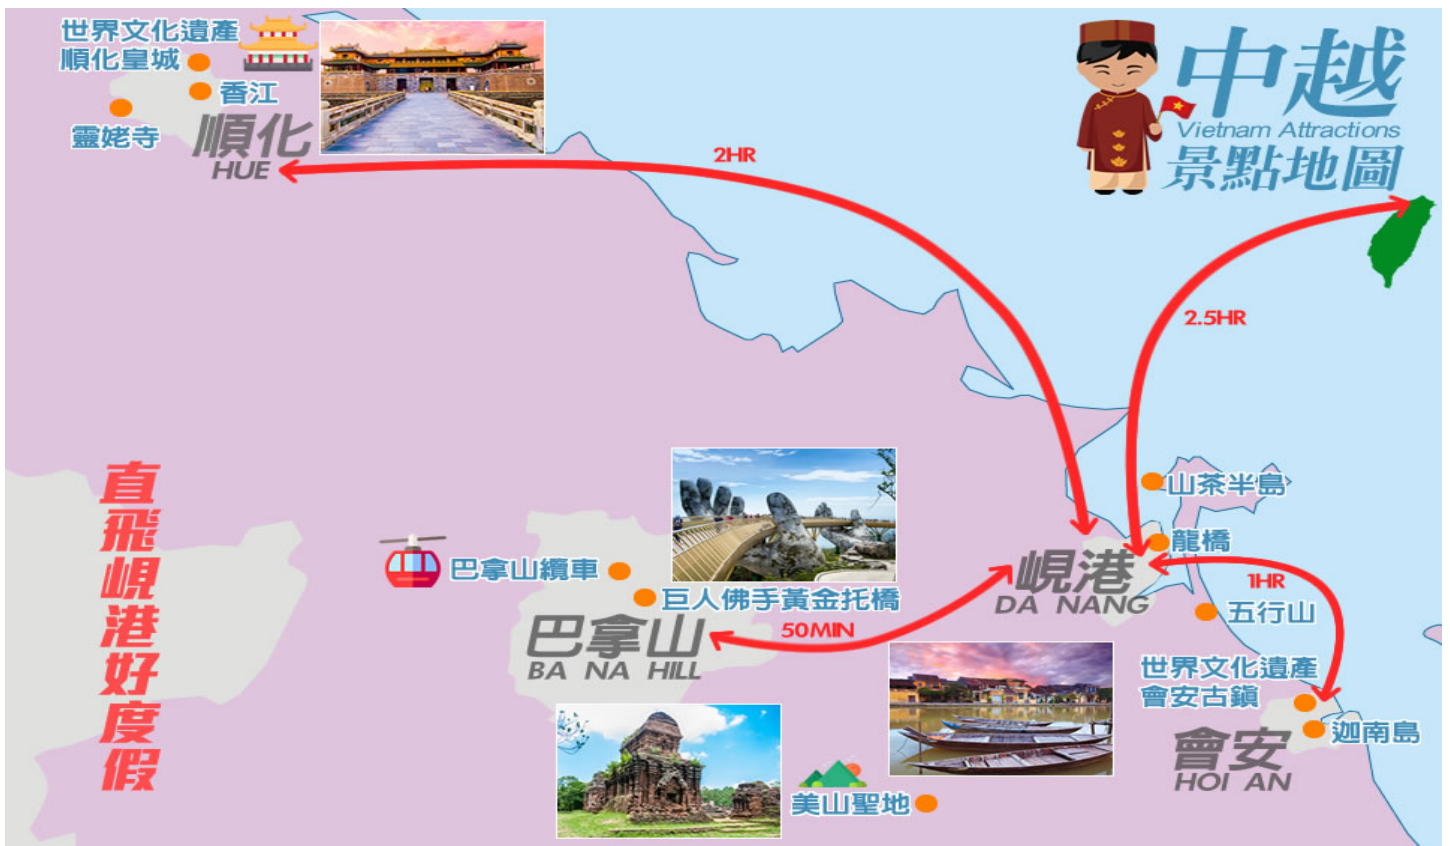 世界文化遺產
順化皇城
香江
靈姥寺
順化
HUE
2HR
中越
Vietnam Attractions
景點地圖
2.5HR
直飛峴港好度假
巴拿山纜車
巨人佛手黃金托橋
巴拿山
BA NA HILL
50MIN
山茶半島
龍橋
峴港
DA NANG
1HR
五行山
世界文化遺產
會安古鎮
迦南島
會安
HOI AN
美山聖地